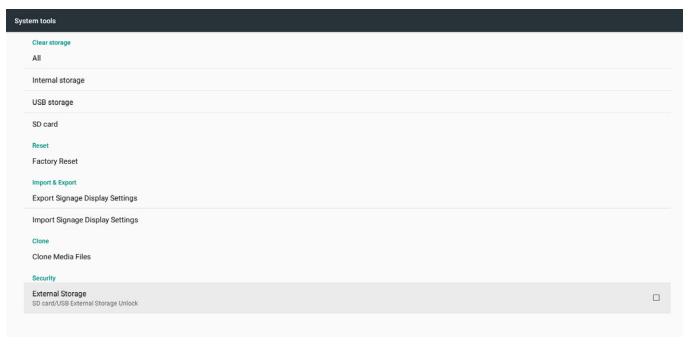 System tools
Clear storage
All
Internal storage
USB storage
SD card
Reset
Factory Reset
Import & Export
Export Signage Display Settings
Import Signage Display Settings
Clone
Clone Media Files
Security
External Storage
SD card/USB External Storage Unlock